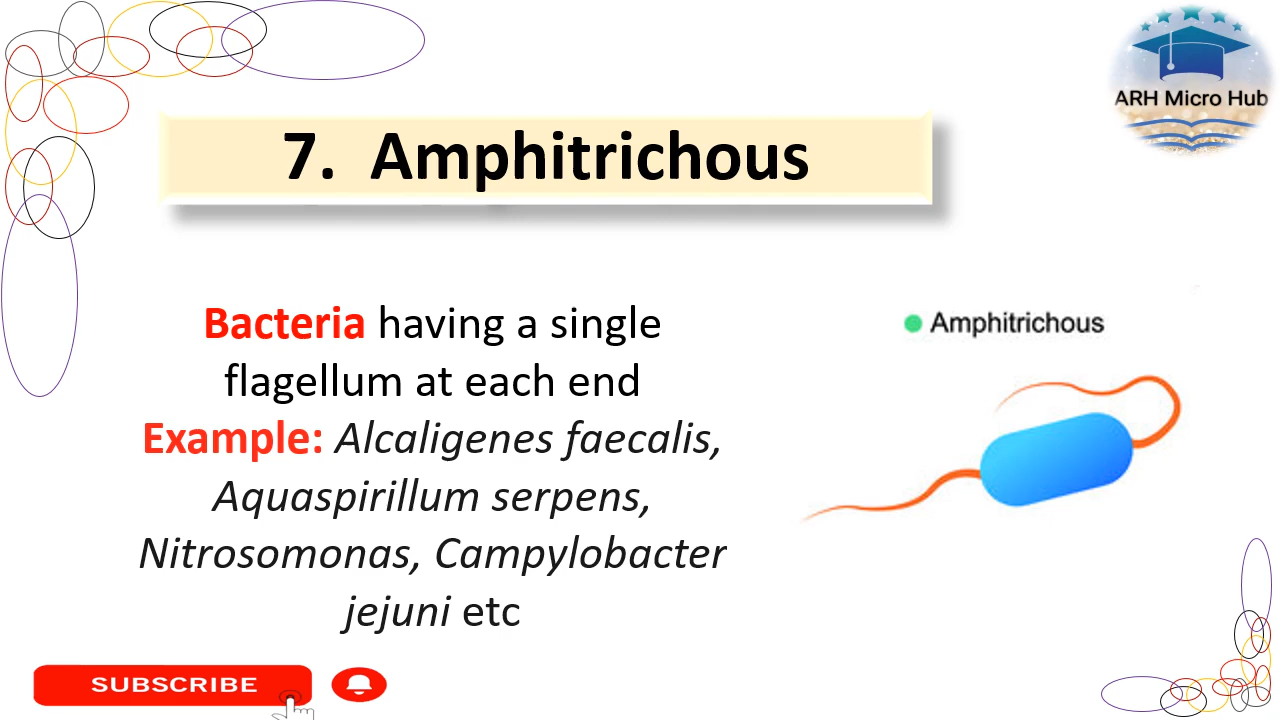 ARH Micro Hub
7. Amphitrichous
Bacteria having a single
flagellum at each end
Example: Alcaligenes faecalis,
Aquaspirillum serpens,
Nitrosomonas, Campylobacter
jejuni etc
Amphitrichous
SUBSCRIBE